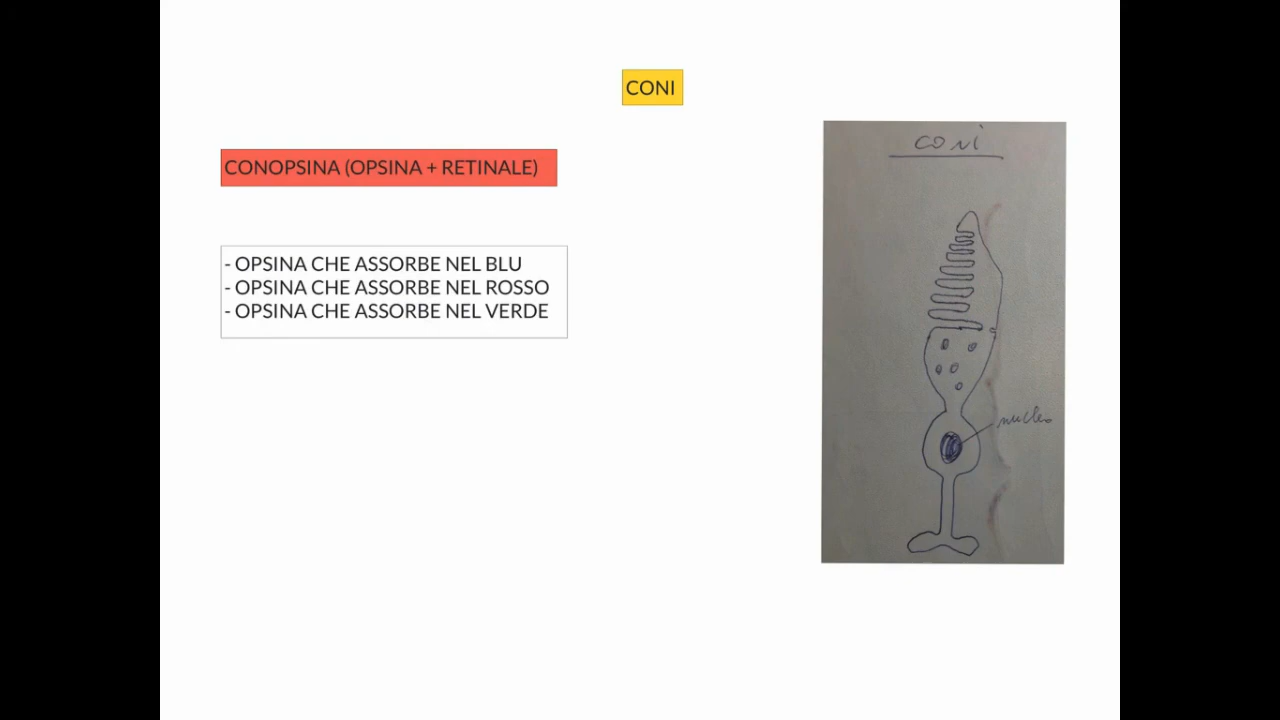 CONI
CONOPSINA (OPSINA + RETINALE)
- OPSINA CHE ASSORBE NEL BLU
- OPSINA CHE ASSORBE NEL ROSSO
- OPSINA CHE ASSORBE NEL VERDE
coni
nucleo